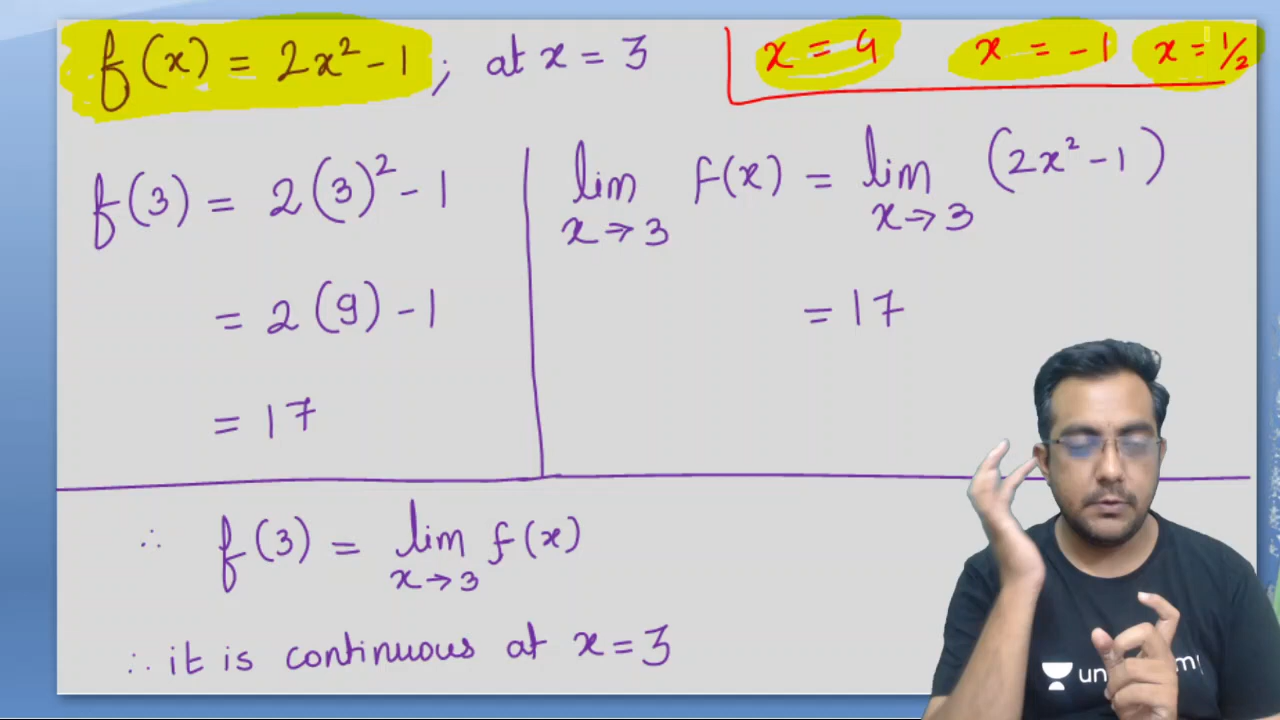 f(x) = 2x² - 1 ; at x = 3
x = 4 x = -1 x = 1/2
f(3) = 2(3)² - 1
= 2(9) - 1
= 17
lim x→3 f(x) = lim x→3 (2x² - 1)
= 17
∴ f(3) = lim x→3 f(x)
∴ it is continuous at x = 3